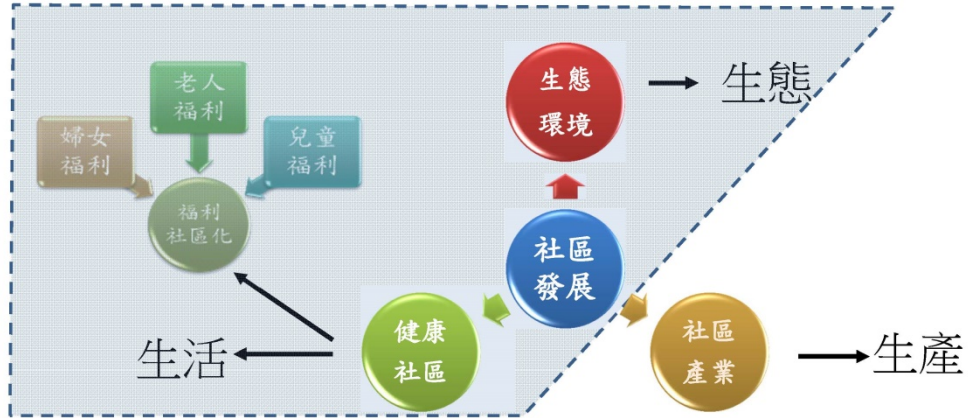 老人
福利
婦女
福利
兒童
福利
福利
社區化
生態
環境
生態
社區
發展
健康
社區
生活
社區
產業
生產